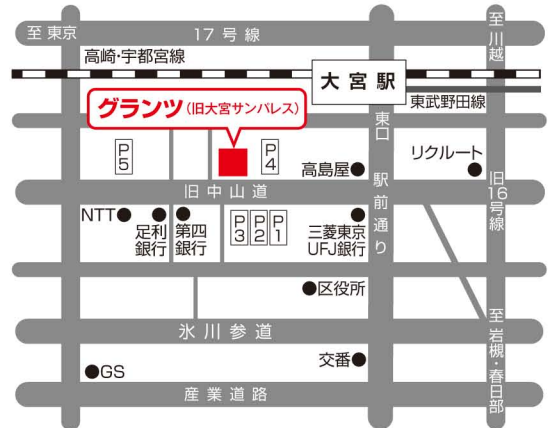 至東京
17号線
至川越
高崎・宇都宮線
大宮駅
東武野田線
グランツ(旧大宮サンパレス)
東口
P5
P4
高島屋
リクルート
旧中山道
駅前通り
旧16号線
NTT
足利
銀行
第四
銀行
P3
P2
P1
三菱東京
UFJ銀行
区役所
氷川参道
至岩槻・春日部
交番
GS
産業道路